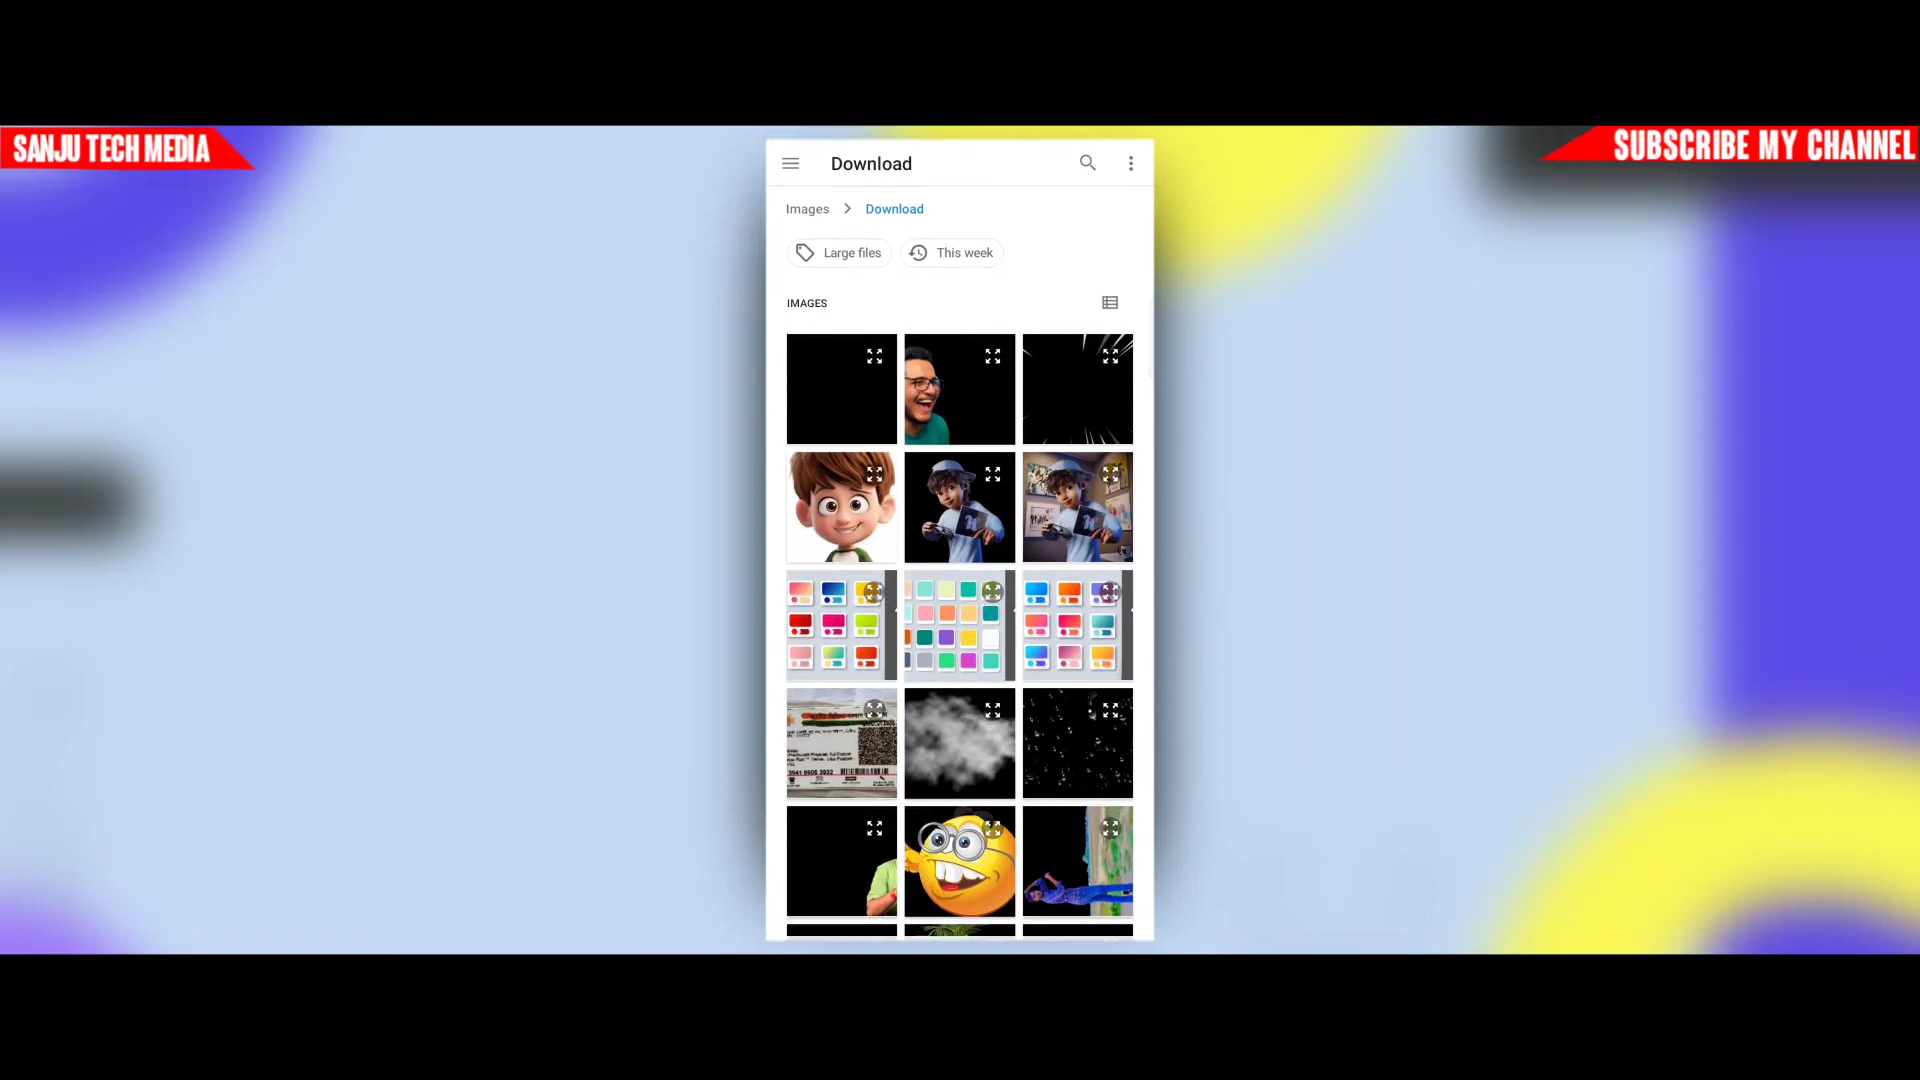 SANJU TECH MEDIA
SUBSCRIBE MY CHANNEL
Download
Images
Download
Large files
This week
IMAGES